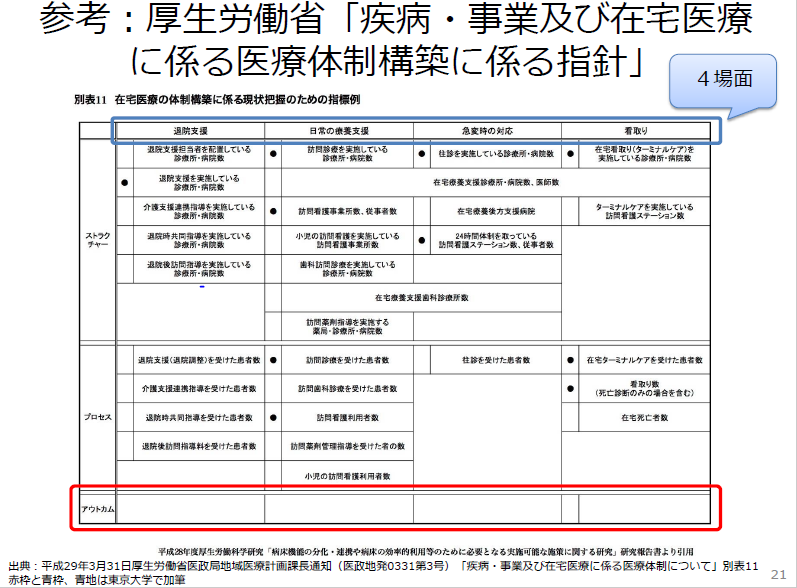 参考：厚生労働省「疾病・事業及び在宅医療
に係る医療体制構築に係る指針」
４場面
別表11 在宅医療の体制構築に係る現状把握のための指標例
退院支援 日常の療養支援 急変時の対応 看取り
ストラク
チャー
退院支援担当者を配置している
診療所・病院数
● 訪問診療を実施している
診療所・病院数
● 往診を実施している診療所・病院数
● 在宅看取り(ターミナルケア)を
実施している診療所・病院数
● 退院支援を実施している
診療所・病院数
在宅療養支援診療所・病院数、医師数
介護支援連携指導を実施している
診療所・病院数
● 訪問看護事業所数、従事者数
在宅療養後方支援病院
ターミナルケアを実施している
訪問看護ステーション数
退院時共同指導を実施している
診療所・病院数
小児の訪問看護を実施している
訪問看護事業所数
● 24時間体制を取っている
訪問看護ステーション数、従事者数
退院後訪問指導を実施している
診療所・病院数
歯科訪問診療を実施している
診療所・病院数
在宅療養支援歯科診療所数
訪問薬剤指導を実施する
薬局・診療所・病院数
プロセス
退院支援(退院調整)を受けた患者数
● 訪問診療を受けた患者数
往診を受けた患者数
● 在宅ターミナルケアを受けた患者数
介護支援連携指導を受けた患者数
訪問歯科診療を受けた患者数
● 看取り数
(死亡診断のみの場合を含む)
退院時共同指導を受けた患者数
● 訪問看護利用者数
在宅死亡者数
退院後訪問指導料を受けた患者数
訪問薬剤管理指導を受けた者の数
小児の訪問看護利用者数
アウトカム
平成28年度厚生労働科学研究「病床機能の分化・連携や病床の効率的利用等のために必要となる実施可能な施策に関する研究」研究報告書より引用
出典：平成29年3月31日厚生労働省医政局地域医療計画課長通知（医政地発0331第3号）「疾病・事業及び在宅医療に係る医療体制について」別表11
赤枠と青枠、青地は東京大学で加筆
21